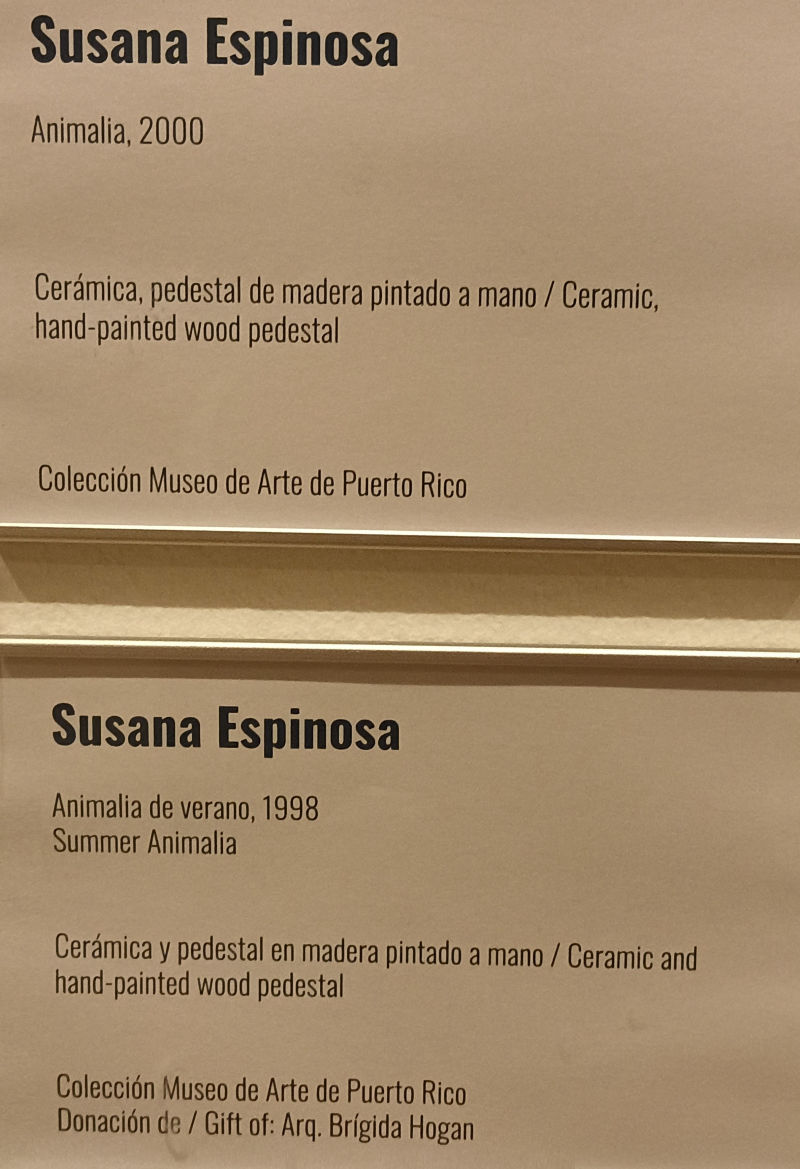 Susana Espinosa
Animalia, 2000
Cerámica, pedestal de madera pintado a mano / Ceramic,
hand-painted wood pedestal
Colección Museo de Arte de Puerto Rico
Susana Espinosa
Animalia de verano, 1998
Summer Animalia
Cerámica y pedestal en madera pintado a mano / Ceramic and
hand-painted wood pedestal
Colección Museo de Arte de Puerto Rico
Donación de / Gift of: Arq. Brígida Hogan